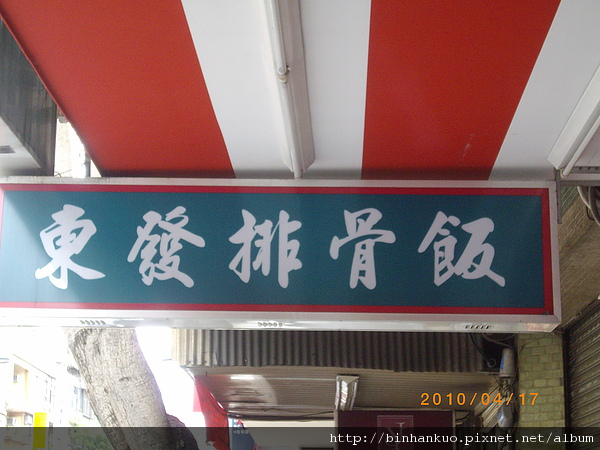 東發排骨飯
2010/04/17
http://binhankuo.pixnet.net/album